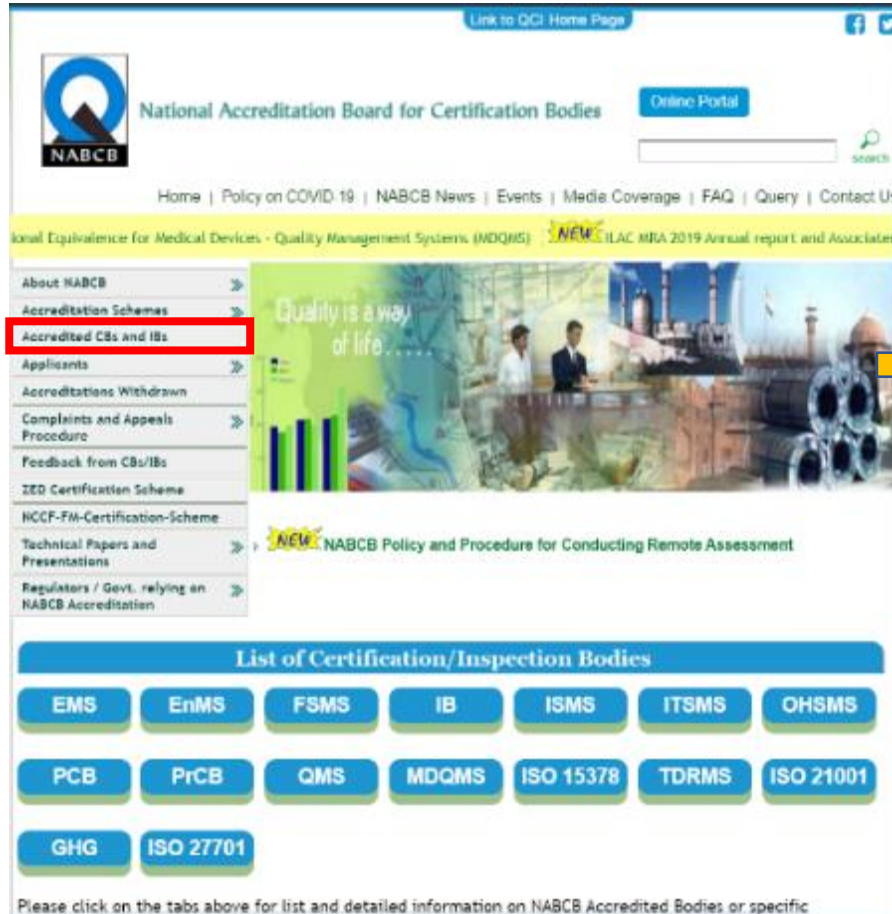 Link to QCI Home Page
NABCB
National Accreditation Board for Certification Bodies
Online Portal
search
Home | Policy on COVID 19 | NABCB News | Events | Media Coverage | FAQ | Query | Contact Us
ional Equivalence for Medical Devices - Quality Management Systems (MDQMS) NEW ILAC MRA 2019 Annual report and Associate
About NABCB
Accreditation Schemes
Accredited CBs and IBs
Applicants
Accreditations Withdrawn
Complaints and Appeals
Procedure
Feedback from CBs/IBs
ZED Certification Scheme
NCCF-FM-Certification-Scheme
Technical Papers and
Presentations
Regulators / Govt. relying on
NABCB Accreditation
Quality is a way
of life.....
NEW NABCB Policy and Procedure for Conducting Remote Assessment
List of Certification/Inspection Bodies
EMS EnMS FSMS IB ISMS ITSMS OHSMS
PCB PrCB QMS MDQMS ISO 15378 TDRMS ISO 21001
GHG ISO 27701
Please click on the tabs above for list and detailed information on NABCB Accredited Bodies or specific